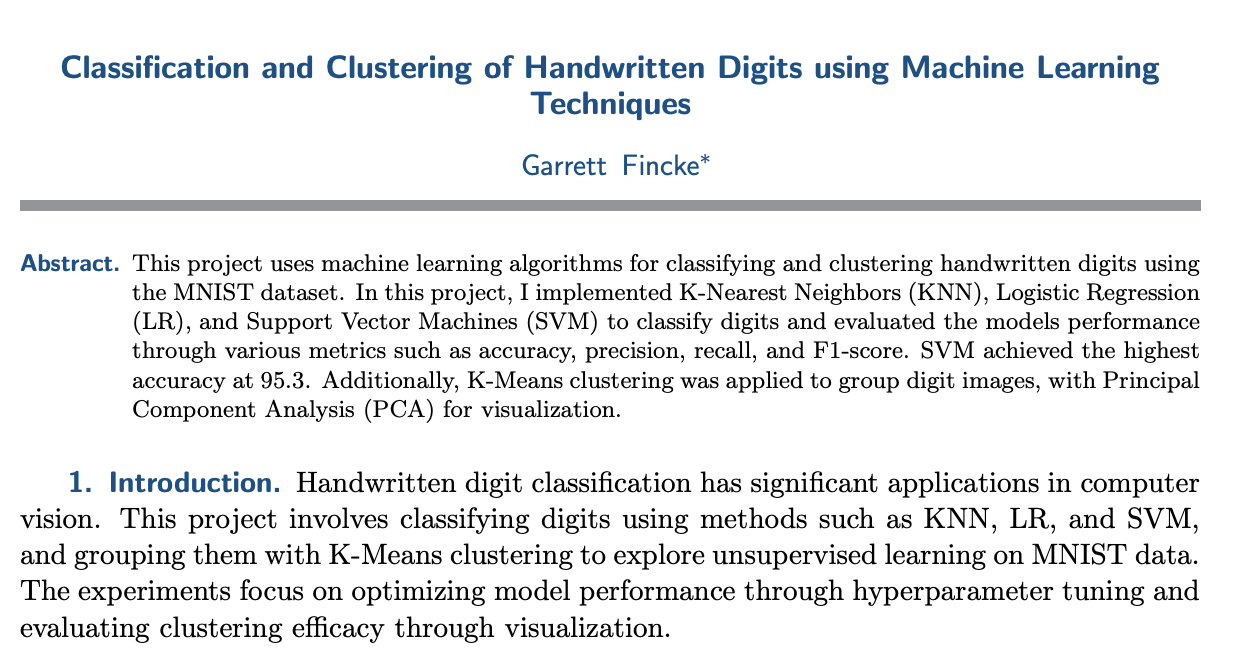 Classification and Clustering of Handwritten Digits using Machine Learning
Techniques
Garrett Fincke*
Abstract. This project uses machine learning algorithms for classifying and clustering handwritten digits using
the MNIST dataset. In this project, I implemented K-Nearest Neighbors (KNN), Logistic Regression
(LR), and Support Vector Machines (SVM) to classify digits and evaluated the models performance
through various metrics such as accuracy, precision, recall, and F1-score. SVM achieved the highest
accuracy at 95.3. Additionally, K-Means clustering was applied to group digit images, with Principal
Component Analysis (PCA) for visualization.
1. Introduction. Handwritten digit classification has significant applications in computer
vision. This project involves classifying digits using methods such as KNN, LR, and SVM,
and grouping them with K-Means clustering to explore unsupervised learning on MNIST data.
The experiments focus on optimizing model performance through hyperparameter tuning and
evaluating clustering efficacy through visualization.